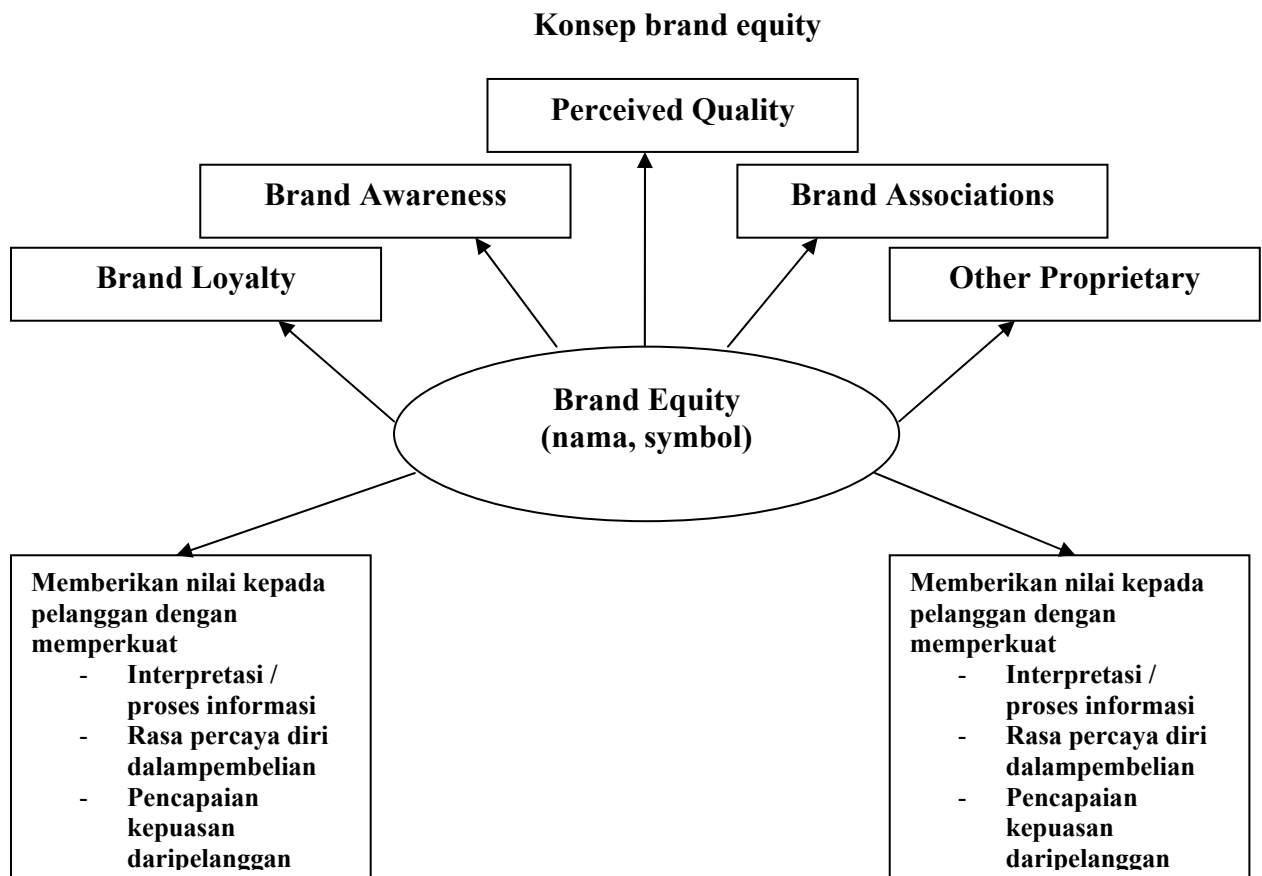 Konsep brand equity
Perceived Quality
Brand Awareness
Brand Associations
Brand Loyalty
Other Proprietary
Brand Equity
(nama, symbol)
Memberikan nilai kepada
pelanggan dengan
memperkuat
- Interpretasi /
proses informasi
- Rasa percaya diri
dalampembelian
- Pencapaian
kepuasan
daripelanggan
Memberikan nilai kepada
pelanggan dengan
memperkuat
- Interpretasi /
proses informasi
- Rasa percaya diri
dalampembelian
- Pencapaian
kepuasan
daripelanggan